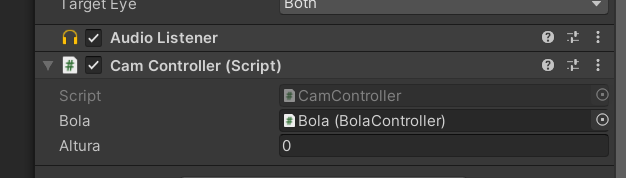 Target Eye Both
Audio Listener
# Cam Controller (Script)
Script # CamController
Bola # Bola (BolaController)
Altura 0